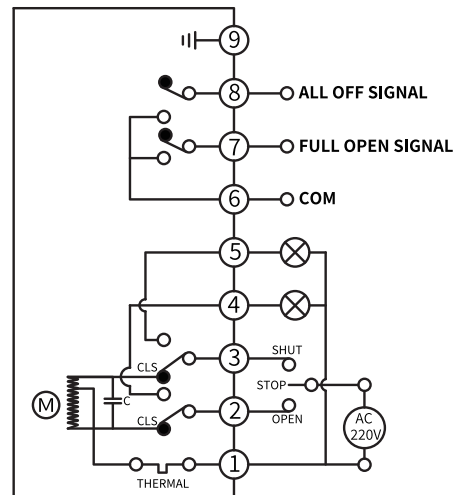 9
8 ALL OFF SIGNAL
7 FULL OPEN SIGNAL
6 COM
5
4
CLS 3 SHUT
M C STOP
CLS 2 OPEN
AC
220V
1
THERMAL